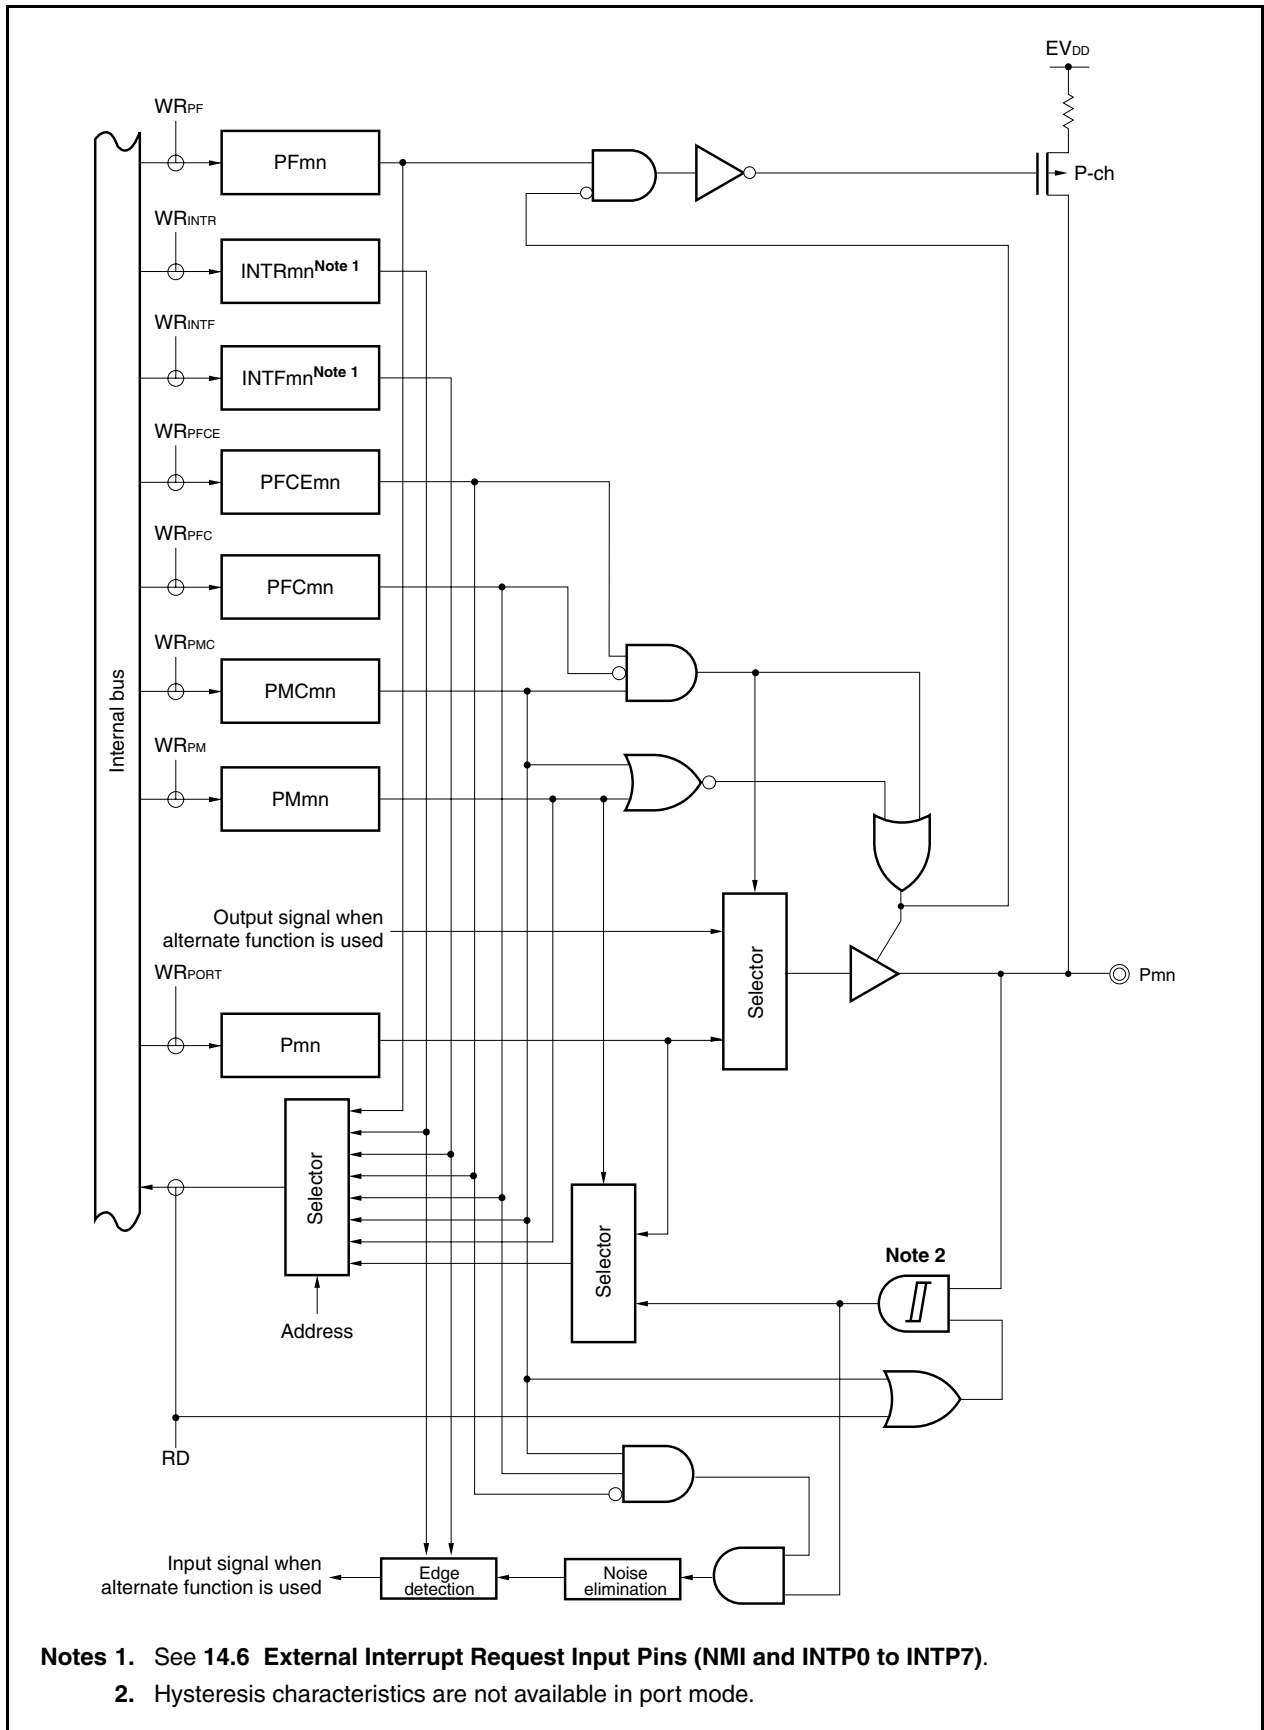 EVDD
WRPF
PFmn
P-ch
WRINTR
INTRmnNote 1
WRINTF
INTFmnNote 1
WRPFCE
PFCEmn
WRPFC
PFCmn
WRPMC
PMCmn
Internal bus
WRPM
PMmn
Output signal when
alternate function is used
WRPORT
Pmn
Selector
Pmn
Selector
Selector
Note 2
Address
RD
Input signal when
alternate function is used
Edge
detection
Noise
elimination
Notes 1. See 14.6 External Interrupt Request Input Pins (NMI and INTP0 to INTP7).
2. Hysteresis characteristics are not available in port mode.